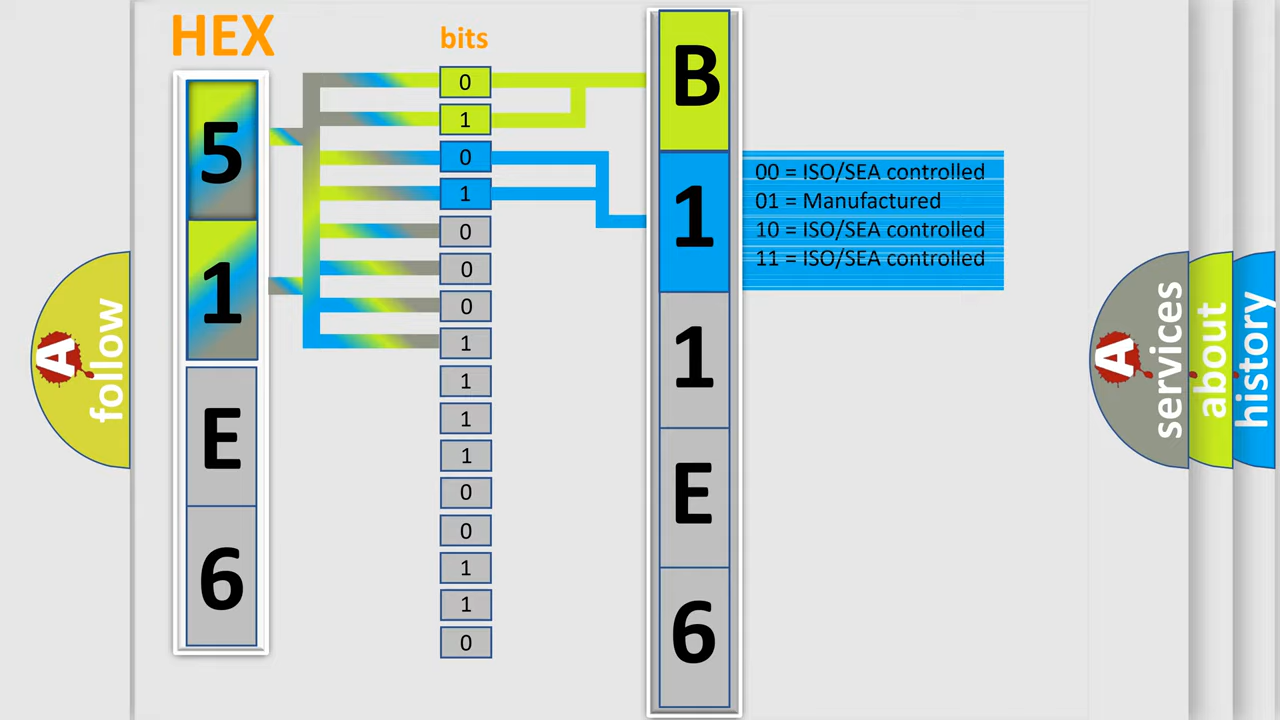 HEX
bits
5
1
E
6
0
1
0
1
0
0
0
1
1
1
1
0
0
1
1
0
B
1
1
E
6
00 = ISO/SEA controlled
01 = Manufactured
10 = ISO/SEA controlled
11 = ISO/SEA controlled
A
follow
A
services
about
history